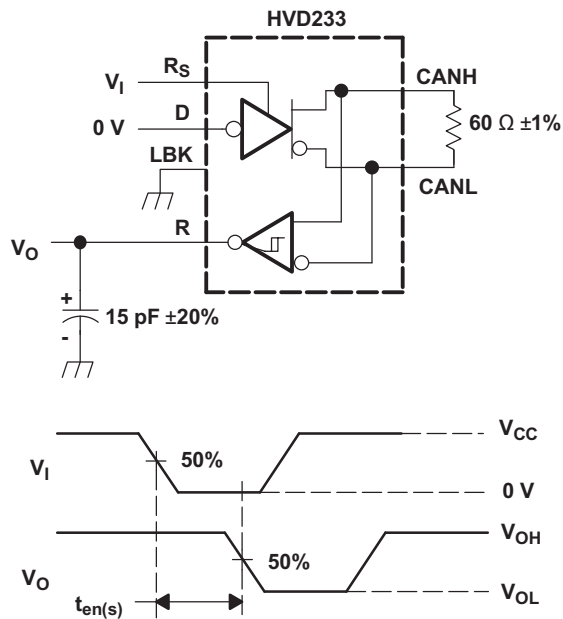 HVD233
V_I
R_S
CANH
0 V
D
60 Ω ±1%
LBK
CANL
R
V_O
+
15 pF ±20%
-
V_I
50%
V_CC
0 V
V_O
50%
V_OH
V_OL
t_en(s)